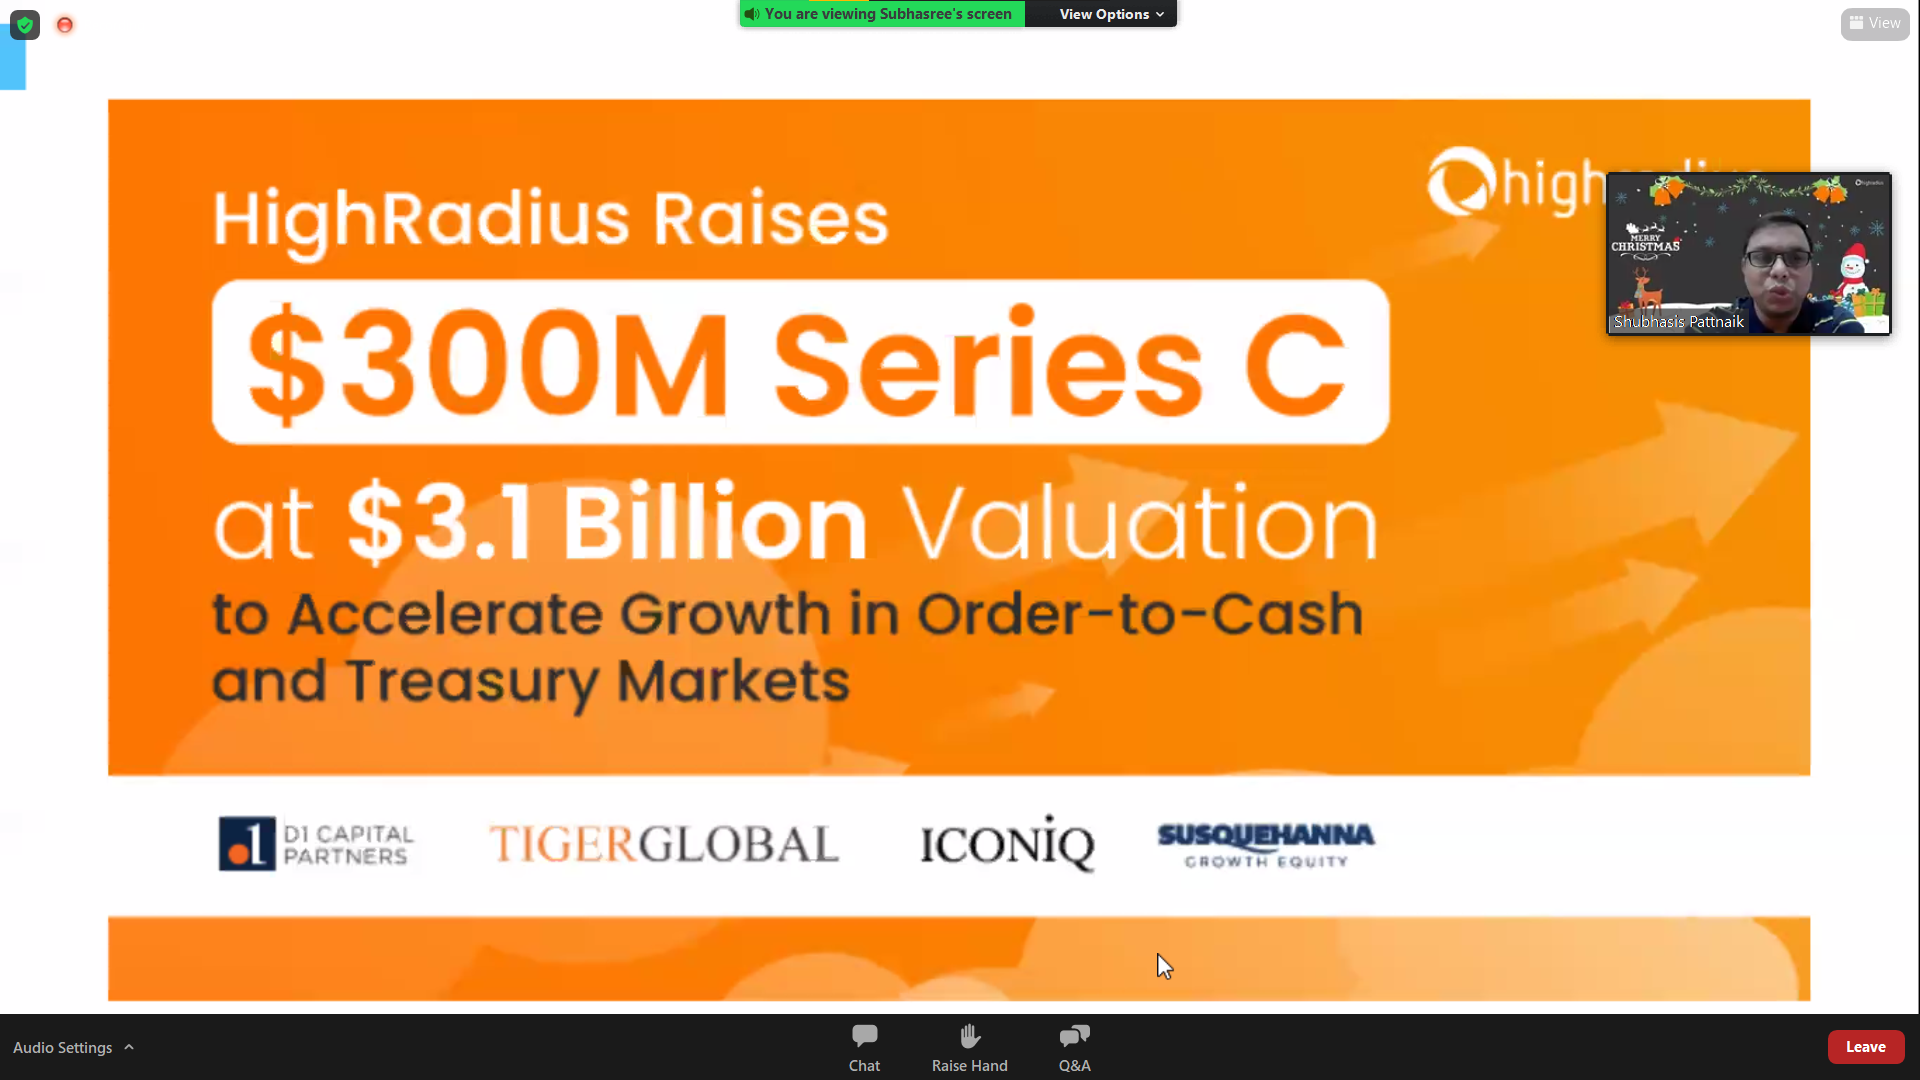 You are viewing Subhasree's screen
View Options
View
HighRadius Raises
high
$300M Series C
at $3.1 Billion Valuation
to Accelerate Growth in Order-to-Cash
and Treasury Markets
MERRY
CHRISTMAS
highradius
Shubhasis Pattnaik
D1 CAPITAL
PARTNERS
TIGERGLOBAL
ICONIQ
SUSQUEHANNA
GROWTH EQUITY
Audio Settings
Chat
Raise Hand
Q&A
Leave